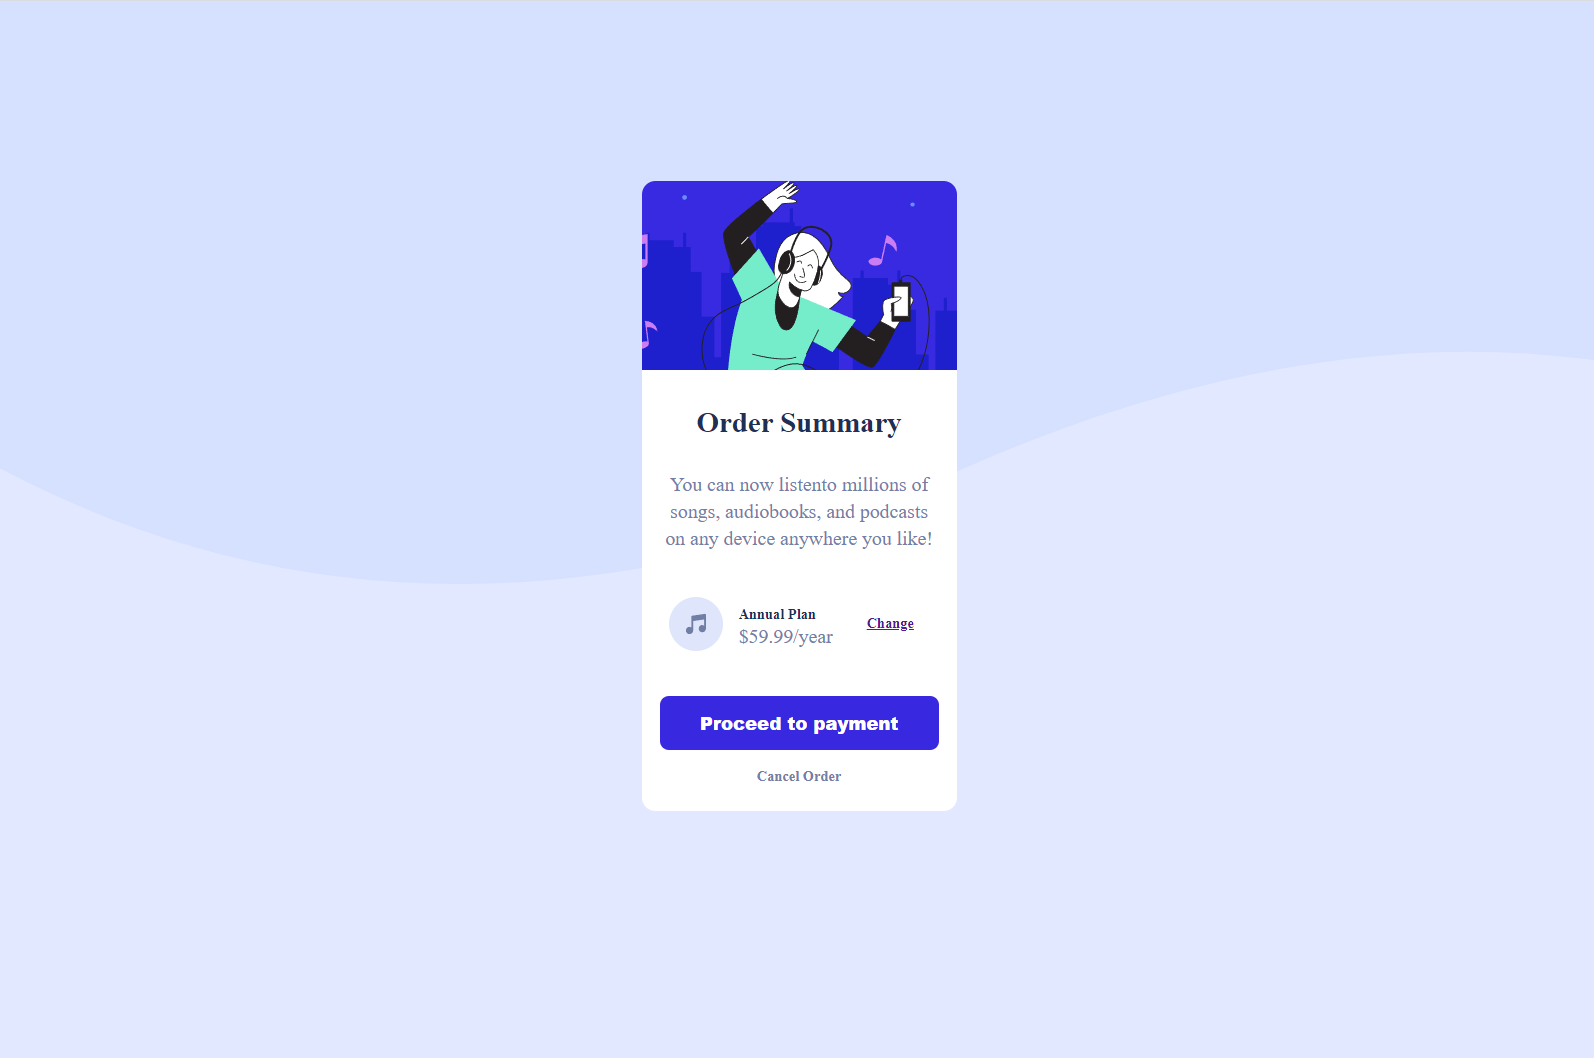 Order Summary
You can now listento millions of
songs, audiobooks, and podcasts
on any device anywhere you like!
Annual Plan
$59.99/year
Change
Proceed to payment
Cancel Order